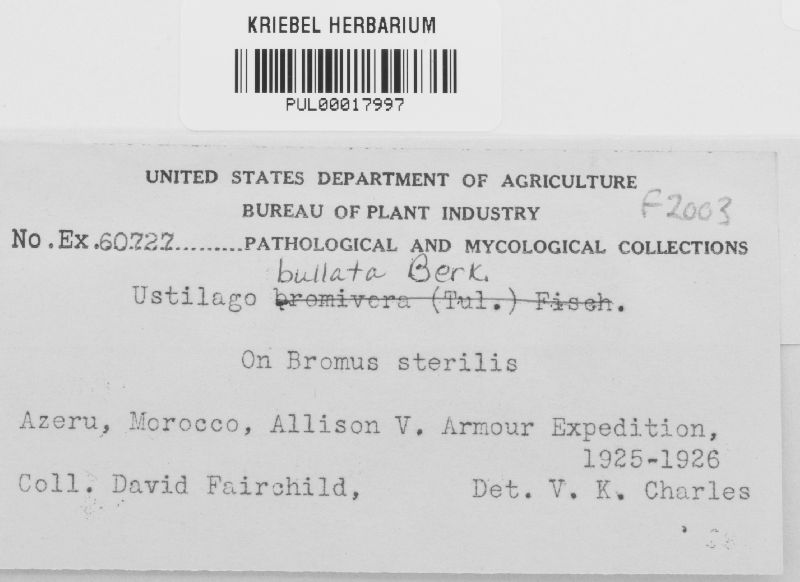 KRIEBEL HERBARIUM
PUL00017997
UNITED STATES DEPARTMENT OF AGRICULTURE
BUREAU OF PLANT INDUSTRY
F2003
No.Ex.60727.........PATHOLOGICAL AND MYCOLOGICAL COLLECTIONS
bullata Berk.
Ustilago bromivera (Tul.) Fisch.
On Bromus sterilis
Azeru, Morocco, Allison V. Armour Expedition,
1925-1926
Coll. David Fairchild, Det. V. K. Charles